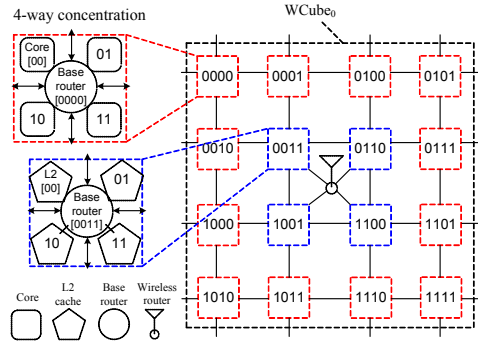 4-way concentration
WCube0
Core
[00]
01
Base
router
[0000]
10
11
L2
[00]
01
Base
router
[0011]
10
11
0000
0001
0100
0101
0010
0011
0110
0111
1000
1001
1100
1101
1010
1011
1110
1111
Core
L2
cache
Base
router
Wireless
router